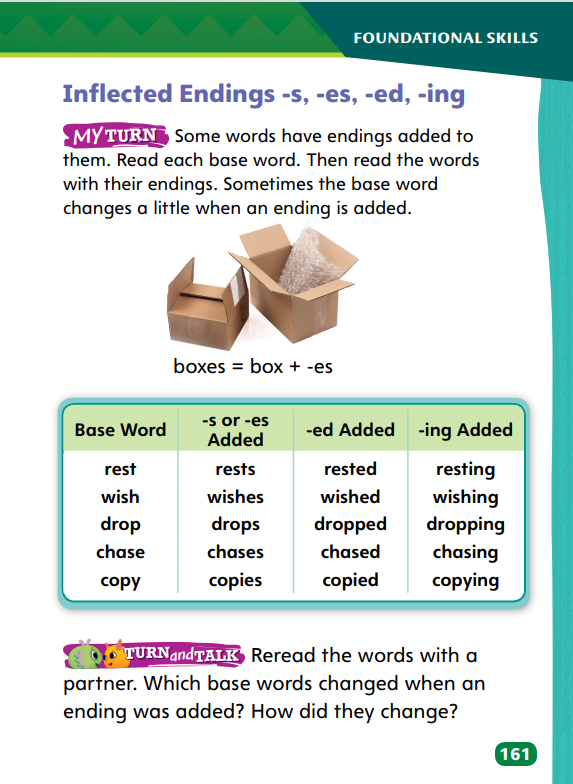 FOUNDATIONAL SKILLS
Inflected Endings -s, -es, -ed, -ing
MY TURN Some words have endings added to
them. Read each base word. Then read the words
with their endings. Sometimes the base word
changes a little when an ending is added.
boxes = box + -es
Base Word -s or -es Added -ed Added -ing Added
rest rests rested resting
wish wishes wished wishing
drop drops dropped dropping
chase chases chased chasing
copy copies copied copying
TURN and TALK Reread the words with a
partner. Which base words changed when an
ending was added? How did they change?
161